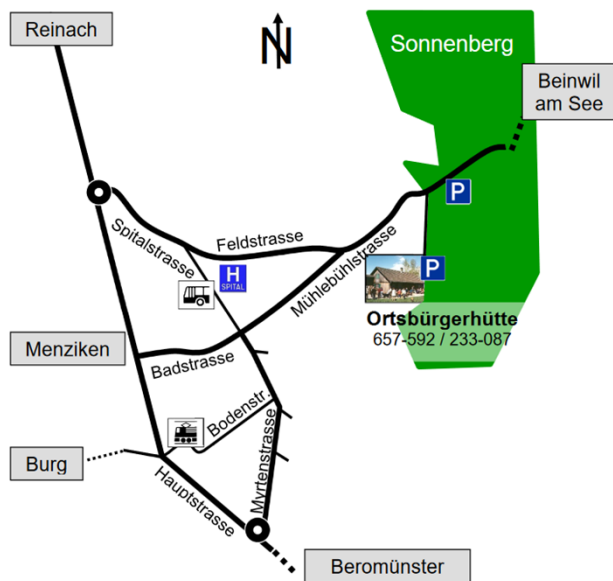 Reinach
N
Sonnenberg
Beinwil
am See
P
Spitalstrasse
Feldstrasse
Mühlebühlstrasse
H
SPITAL
P
Ortsbürgerhütte
657-592 / 233-087
Menziken
Badstrasse
Bodenstr.
Myrtenstrasse
Burg
Hauptstrasse
Beromünster